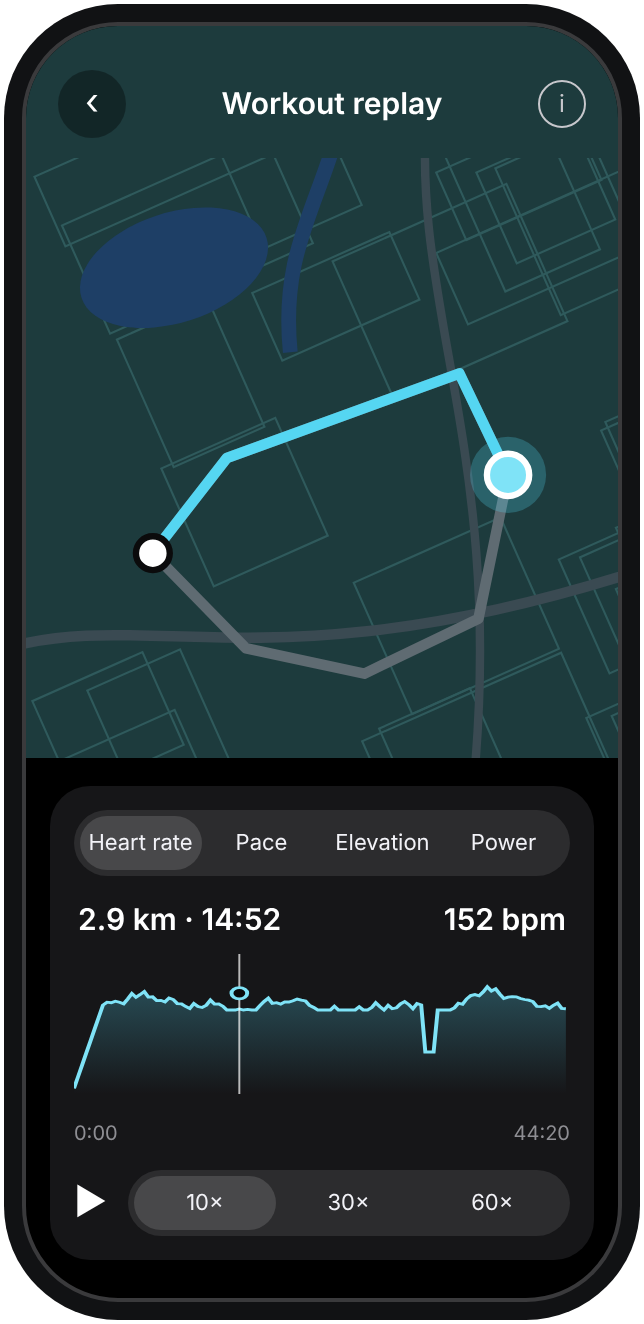 Workout replay
i
Heart rate Pace Elevation Power
2.9 km · 14:52 152 bpm
0:00 44:20
10× 30× 60×